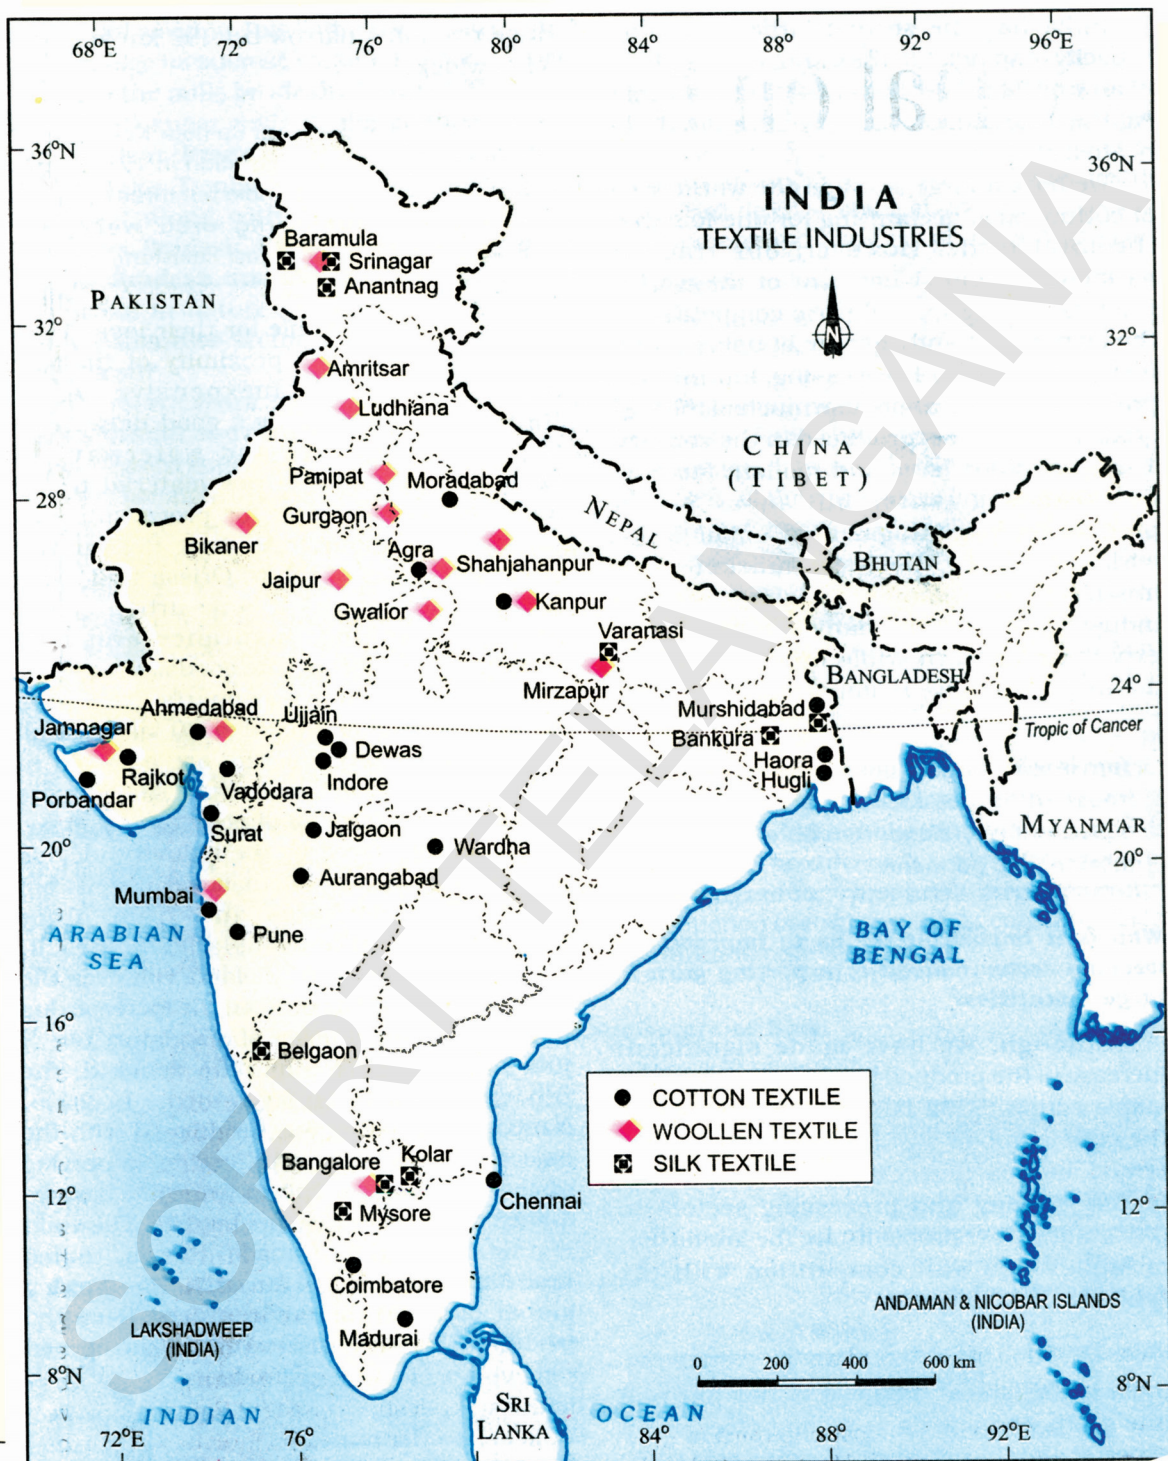 68°E 72° 76° 80° 84° 88° 92° 96°E
36°N
36°N
INDIA
TEXTILE INDUSTRIES
N
Baramula
Srinagar
Anantnag
PAKISTAN
32°
32°
Amritsar
Ludhiana
CHINA
(TIBET)
Panipat
Moradabad
28°
28°
Gurgaon
NEPAL
Bikaner
Agra
Shahjahanpur
BHUTAN
Jaipur
Gwalior
Kanpur
Varanasi
BANGLADESH
24°
Mirzapur
Murshidabad
Ahmedabad
Ujjain
Jamnagar
Bankura
Tropic of Cancer
Dewas
Haora
Rajkot
Indore
Hugli
Porbandar
Vadodara
Surat
Jalgaon
MYANMAR
20°
Wardha
20°
Aurangabad
Mumbai
Pune
ARABIAN
SEA
BAY OF
BENGAL
16°
Belgaon
COTTON TEXTILE
WOOLLEN TEXTILE
SILK TEXTILE
Bangalore
Kolar
12°
Chennai
12°
Mysore
Coimbatore
ANDAMAN & NICOBAR ISLANDS
(INDIA)
LAKSHADWEEP
(INDIA)
Madurai
0 200 400 600 km
8°N
8°N
SRI
LANKA
INDIAN OCEAN
72°E 76° 84° 88° 92°E
SCERT TELANGANA